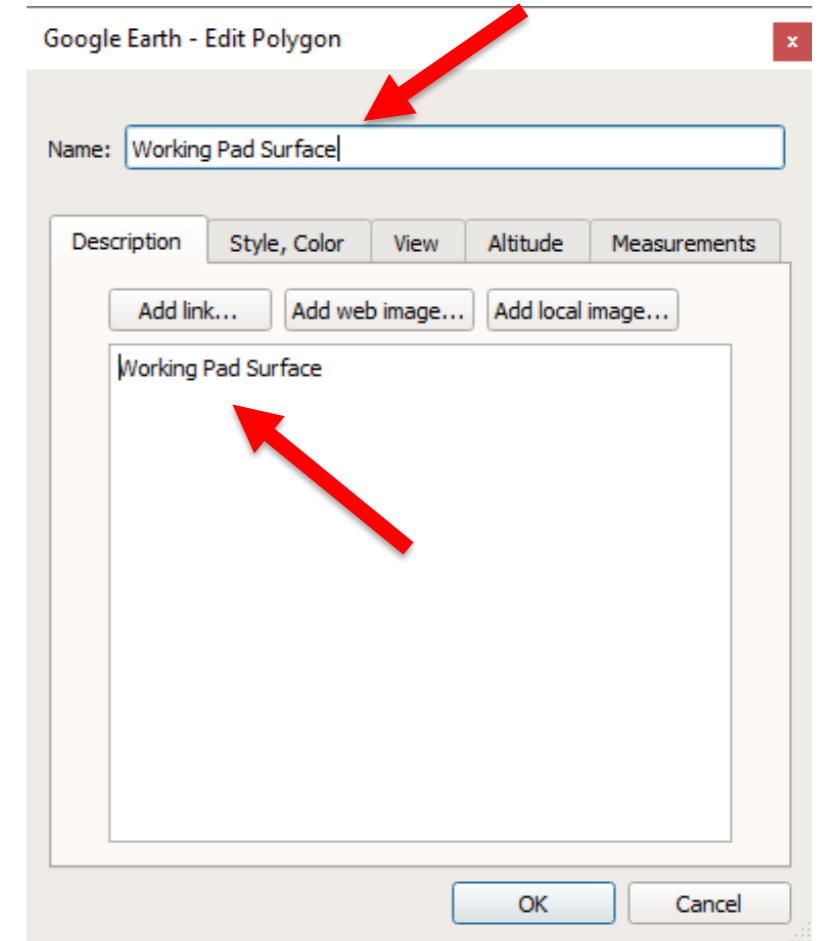 Google Earth - Edit Polygon
x
Name: Working Pad Surface
Description Style, Color View Altitude Measurements
Add link... Add web image... Add local image...
Working Pad Surface
OK Cancel